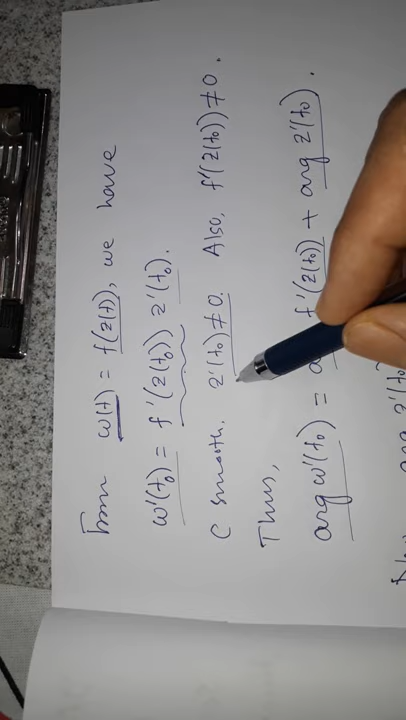 From ω(t) = f(z(t)), we have
ω'(t₀) = f'(z(t₀)) z'(t₀).
C smooth. z'(t₀) ≠ 0. Also, f'(z(t₀)) ≠ 0.
Thus,
arg ω'(t₀) = f'(z(t₀)) + arg z'(t₀).